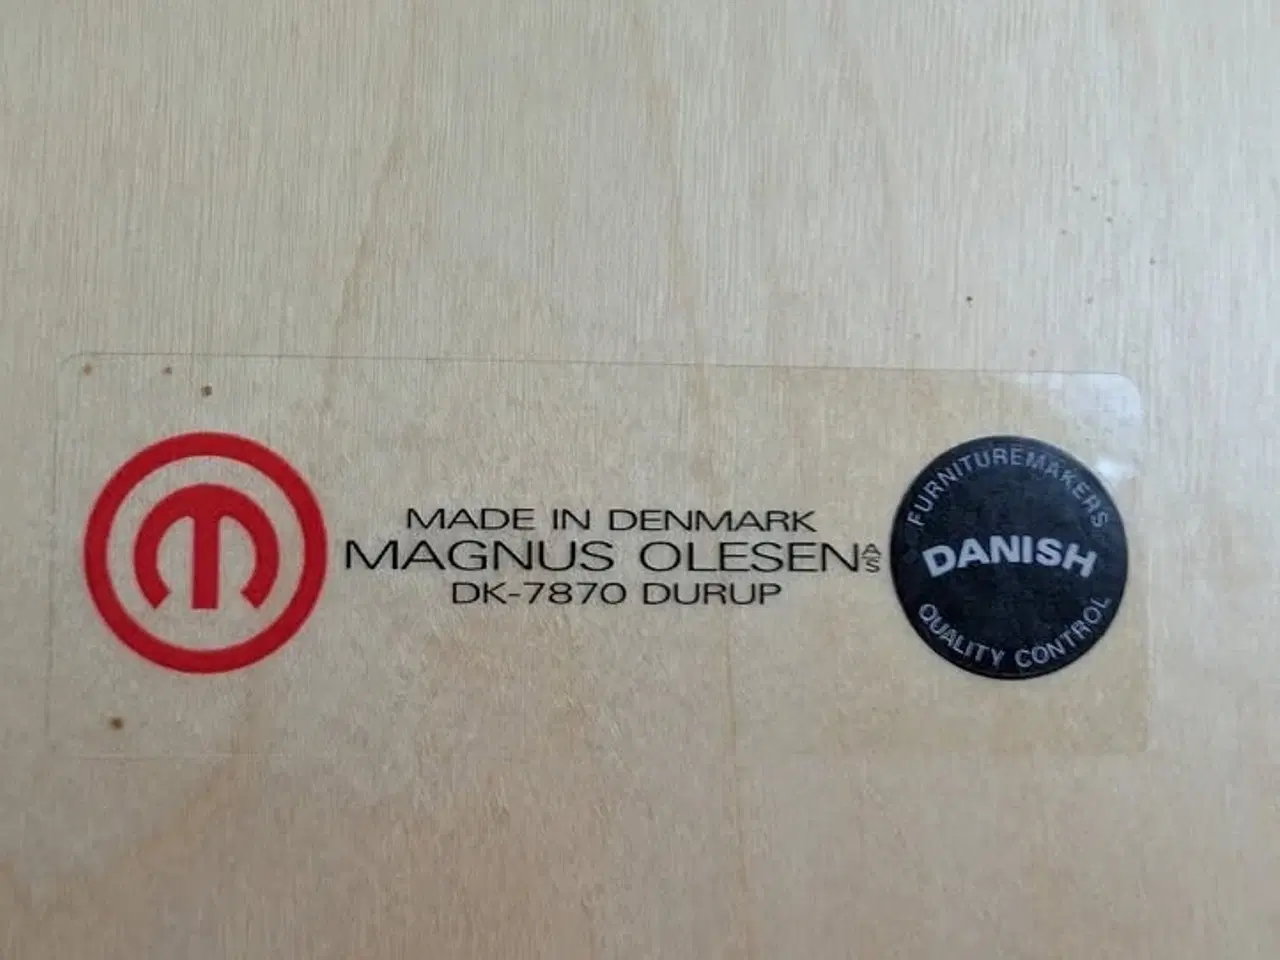 MADE IN DENMARK
MAGNUS OLESEN A/S
DK-7870 DURUP
FURNITUREMAKERS
DANISH
QUALITY CONTROL